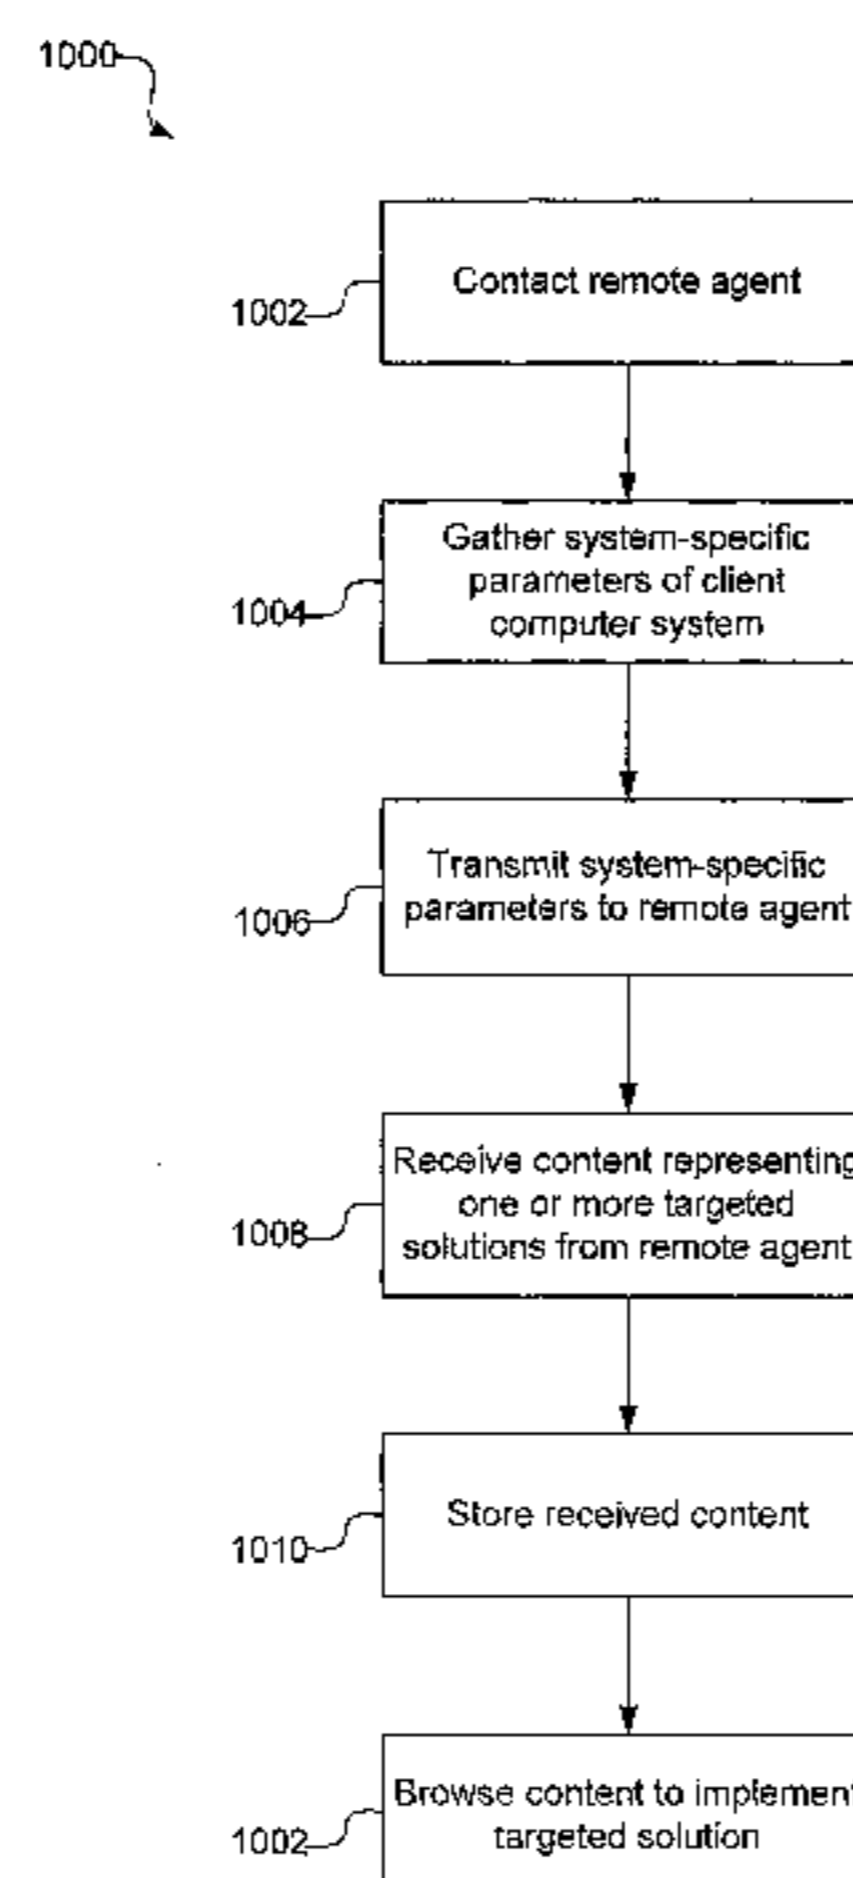 1000
Contact remote agent
1002
Gather system-specific
parameters of client
computer system
1004
Transmit system-specific
parameters to remote agent
1006
Receive content representing
one or more targeted
solutions from remote agent
1008
Store received content
1010
Browse content to implement
targeted solution
1002